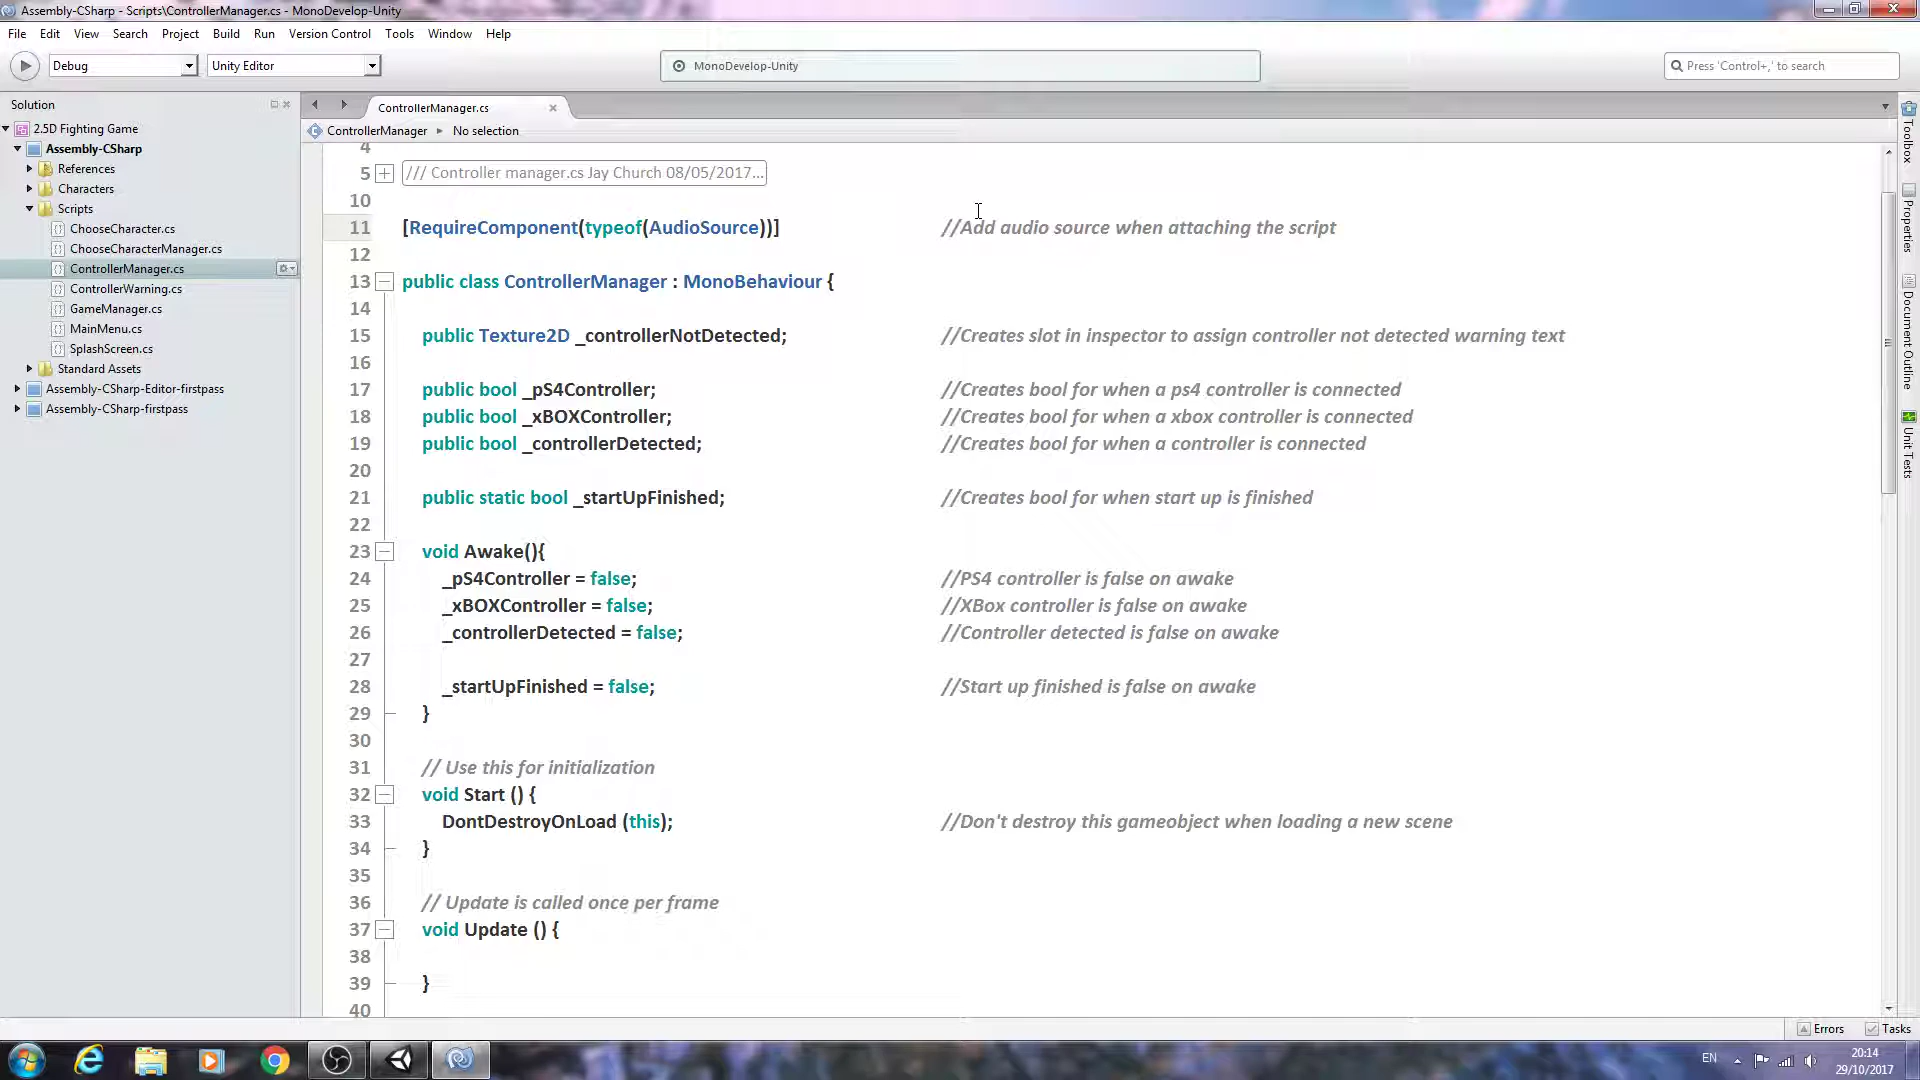 Assembly-CSharp - Scripts\ControllerManager.cs - MonoDevelop-Unity
File Edit View Search Project Build Run Version Control Tools Window Help
Debug Unity Editor MonoDevelop-Unity Press 'Control+,' to search
Solution
2.5D Fighting Game
Assembly-CSharp
References
Characters
Scripts
ChooseCharacter.cs
ChooseCharacterManager.cs
ControllerManager.cs
ControllerWarning.cs
GameManager.cs
MainMenu.cs
SplashScreen.cs
Standard Assets
Assembly-CSharp-Editor-firstpass
Assembly-CSharp-firstpass
ControllerManager.cs
ControllerManager No selection
4
5 /// Controller manager.cs Jay Church 08/05/2017...
10
11 [RequireComponent(typeof(AudioSource))] //Add audio source when attaching the script
12
13 public class ControllerManager : MonoBehaviour {
14
15 public Texture2D _controllerNotDetected; //Creates slot in inspector to assign controller not detected warning text
16
17 public bool _pS4Controller; //Creates bool for when a ps4 controller is connected
18 public bool _xBOXController; //Creates bool for when a xbox controller is connected
19 public bool _controllerDetected; //Creates bool for when a controller is connected
20
21 public static bool _startUpFinished; //Creates bool for when start up is finished
22
23 void Awake(){
24 _pS4Controller = false; //PS4 controller is false on awake
25 _xBOXController = false; //XBox controller is false on awake
26 _controllerDetected = false; //Controller detected is false on awake
27
28 _startUpFinished = false; //Start up finished is false on awake
29 }
30
31 // Use this for initialization
32 void Start () {
33 DontDestroyOnLoad (this); //Don't destroy this gameobject when loading a new scene
34 }
35
36 // Update is called once per frame
37 void Update () {
38
39 }
40
Toolbox
Properties
Document Outline
Unit Tests
Errors Tasks
EN
20:14
29/10/2017